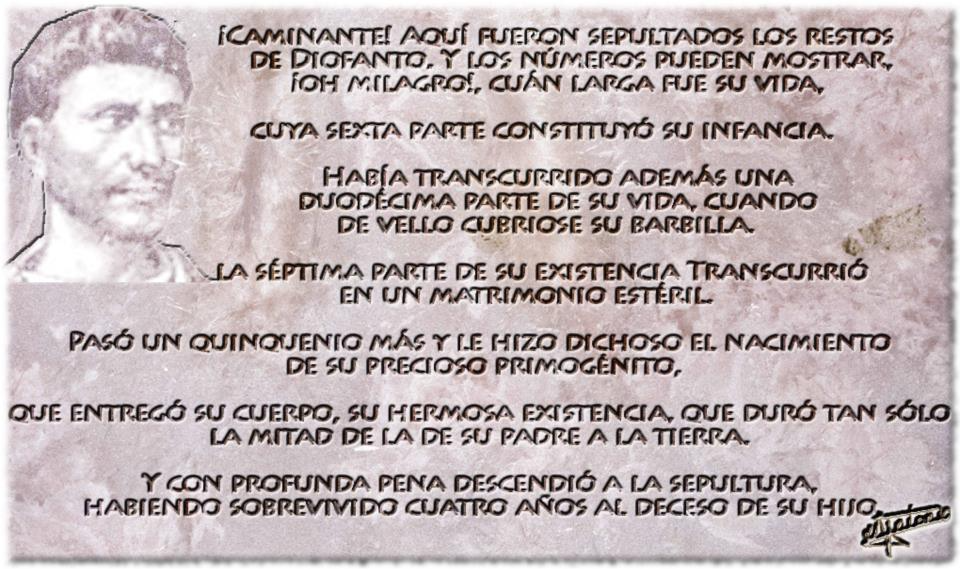 ¡Caminante! Aquí fueron sepultados los restos
de Diofanto. Y los números pueden mostrar,
¡oh milagro!, cuán larga fue su vida,
cuya sexta parte constituyó su infancia.
Había transcurrido además una
duodécima parte de su vida, cuando
de vello cubriose su barbilla.
la séptima parte de su existencia Transcurrió
en un matrimonio estéril.
Pasó un quinquenio más y le hizo dichoso el nacimiento
de su precioso primogénito,
que entregó su cuerpo, su hermosa existencia, que duró tan sólo
la mitad de la de su padre a la tierra.
Y con profunda pena descendió a la sepultura,
habiendo sobrevivido cuatro años al deceso de su hijo.